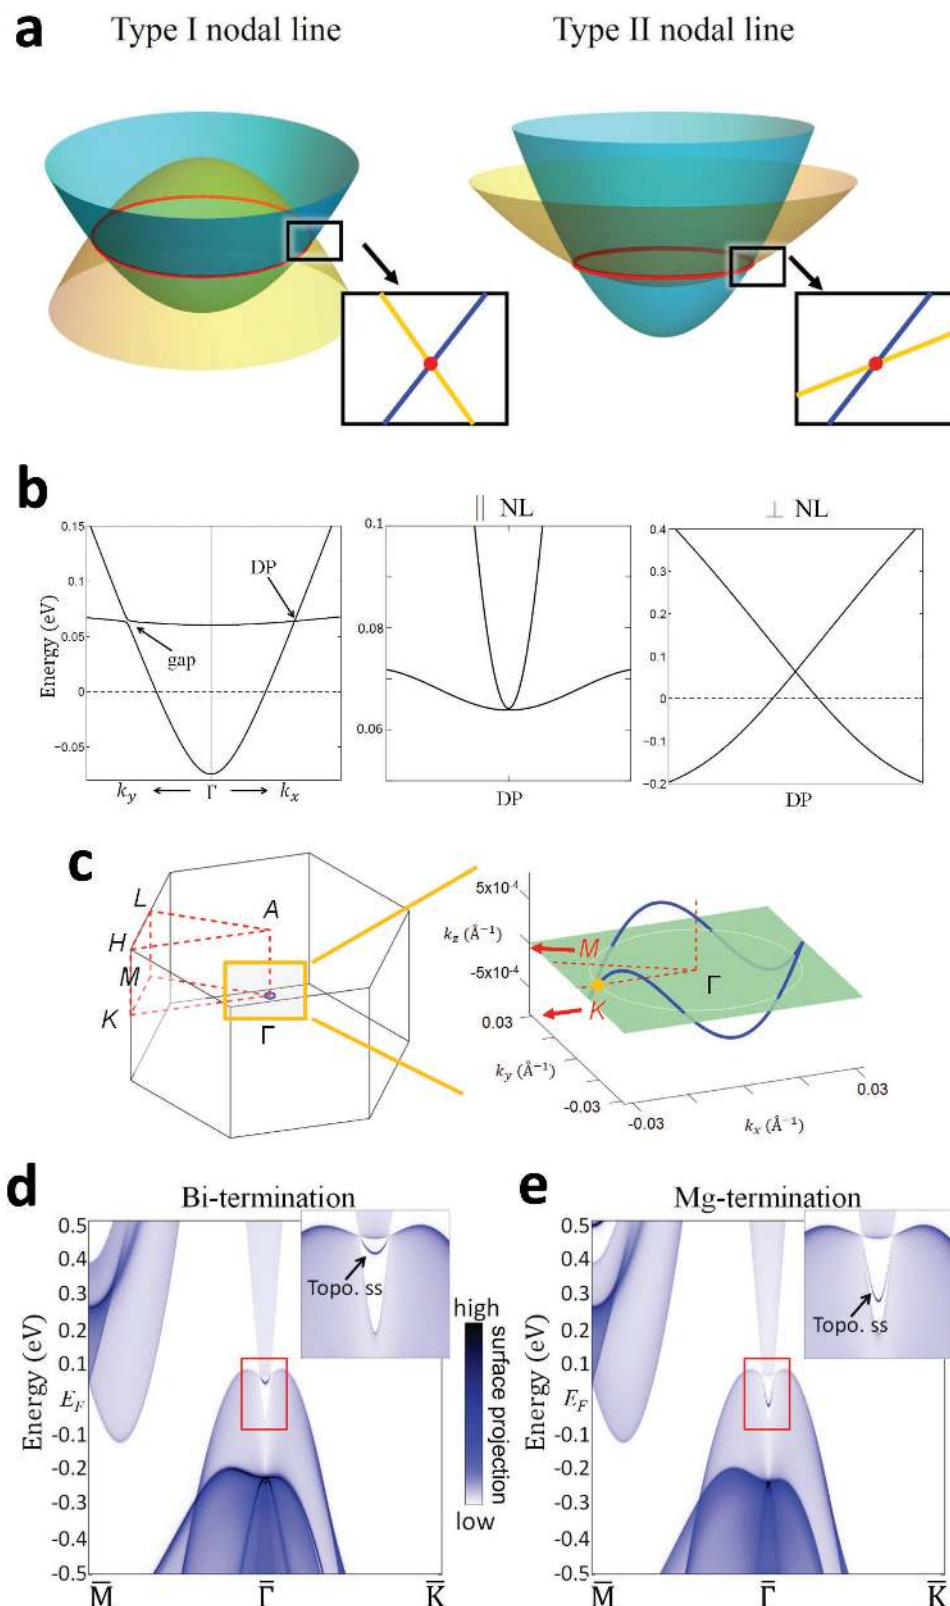 a
Type I nodal line
Type II nodal line
b
|| NL
⊥ NL
Energy (eV)
0.15
0.1
0.05
0
-0.05
DP
gap
k_y ← Γ → k_x
0.1
0.08
0.06
DP
0.4
0.3
0.2
0.1
0
-0.1
-0.2
DP
c
L
A
H
M
K
Γ
5x10⁻⁴
k_z (Å⁻¹)
-5x10⁻⁴
M
Γ
K
0.03
k_y (Å⁻¹)
-0.03
-0.03
k_x (Å⁻¹)
0.03
d
Bi-termination
Energy (eV)
0.5
0.4
0.3
0.2
0.1
E_F
-0.1
-0.2
-0.3
-0.4
-0.5
Topo. ss
M̄ Γ̄ K̄
high
surface projection
low
e
Mg-termination
Energy (eV)
0.5
0.4
0.3
0.2
0.1
E_F
-0.1
-0.2
-0.3
-0.4
-0.5
Topo. ss
M̄ Γ̄ K̄